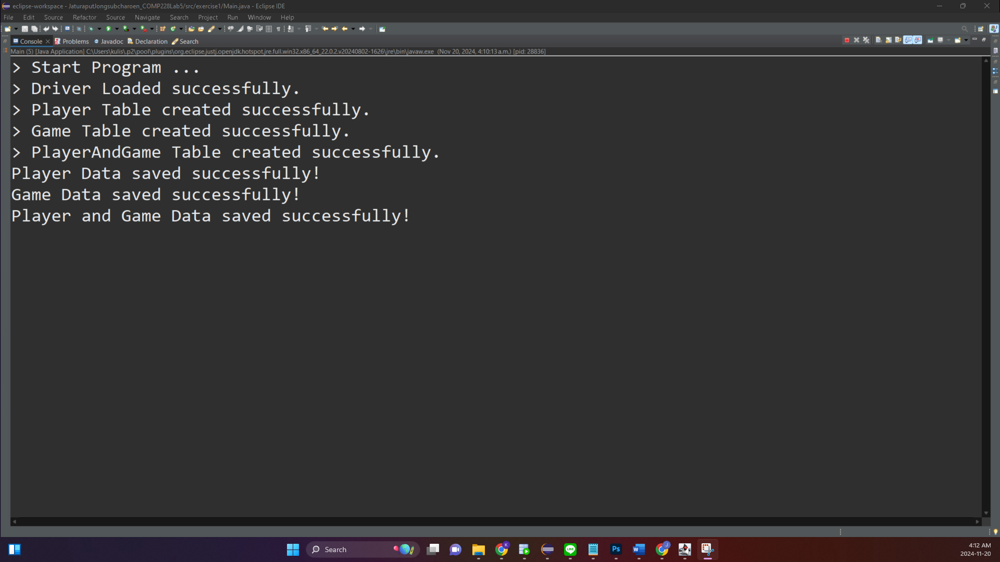 eclipse-workspace - JaturaputJongsubcharoen_COMP228Lab5/src/exercise1/Main.java - Eclipse IDE
File Edit Source Refactor Source Navigate Search Project Run Window Help
Console Problems Javadoc Declaration Search
Main (5) [Java Application] C:\Users\kulis\.p2\pool\plugins\org.eclipse.justj.openjdk.hotspot.jre.full.win32.x86_64_22.0.2.v20240802-1626\jre\bin\javaw.exe (Nov 20, 2024, 4:10:13 a.m.) [pid: 28836]
> Start Program ...
> Driver Loaded successfully.
> Player Table created successfully.
> Game Table created successfully.
> PlayerAndGame Table created successfully.
Player Data saved successfully!
Game Data saved successfully!
Player and Game Data saved successfully!
Search K LINE Ps W J
4:12 AM
2024-11-20